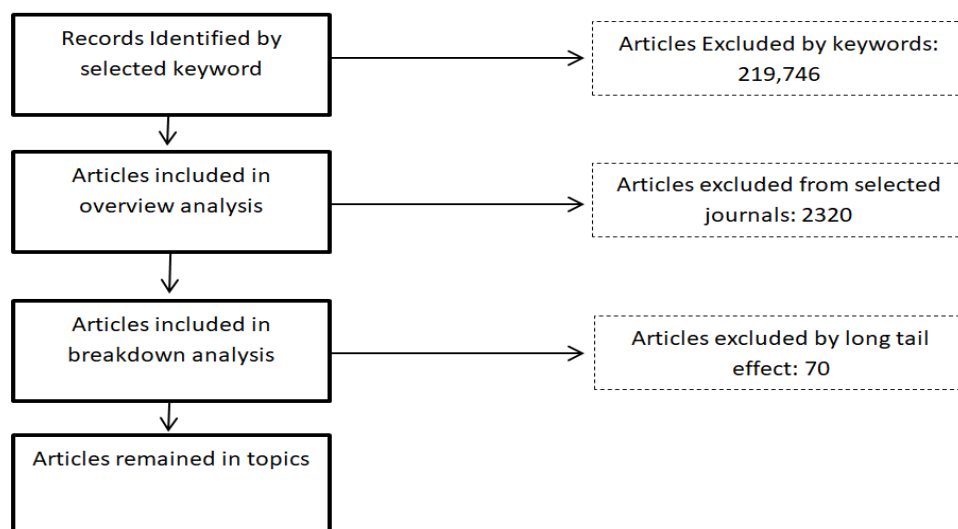 Records Identified by
selected keyword
Articles Excluded by keywords:
219,746
Articles included in
overview analysis
Articles excluded from selected
journals: 2320
Articles included in
breakdown analysis
Articles excluded by long tail
effect: 70
Articles remained in topics